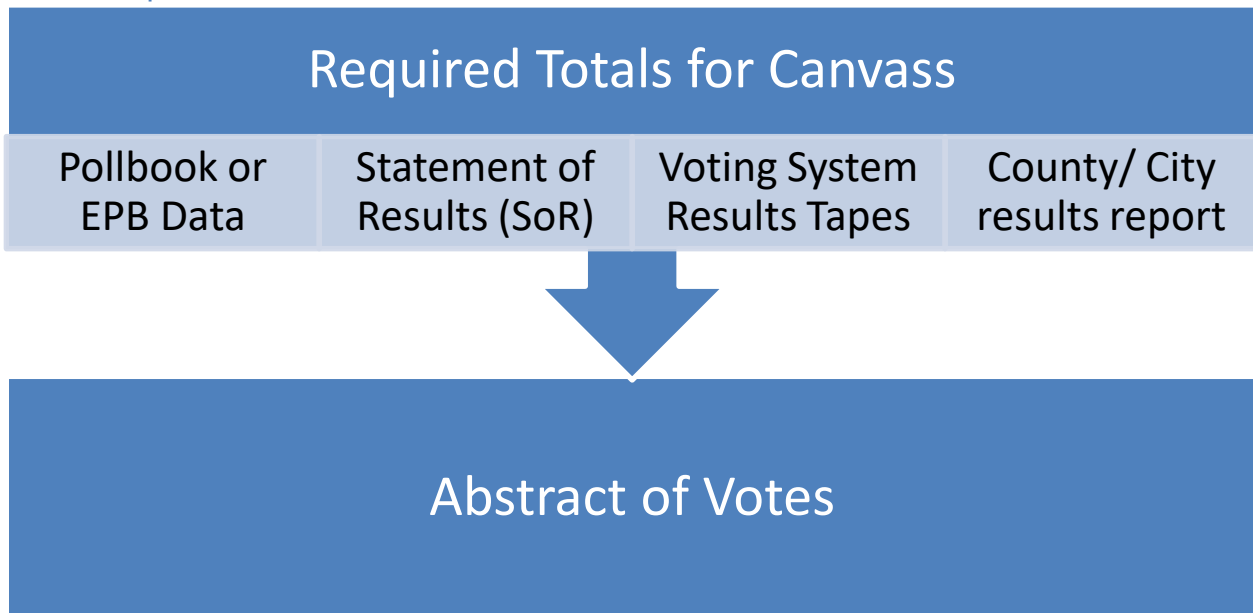 Required Totals for Canvass
Pollbook or
EPB Data
Statement of
Results (SoR)
Voting System
Results Tapes
County/ City
results report
Abstract of Votes